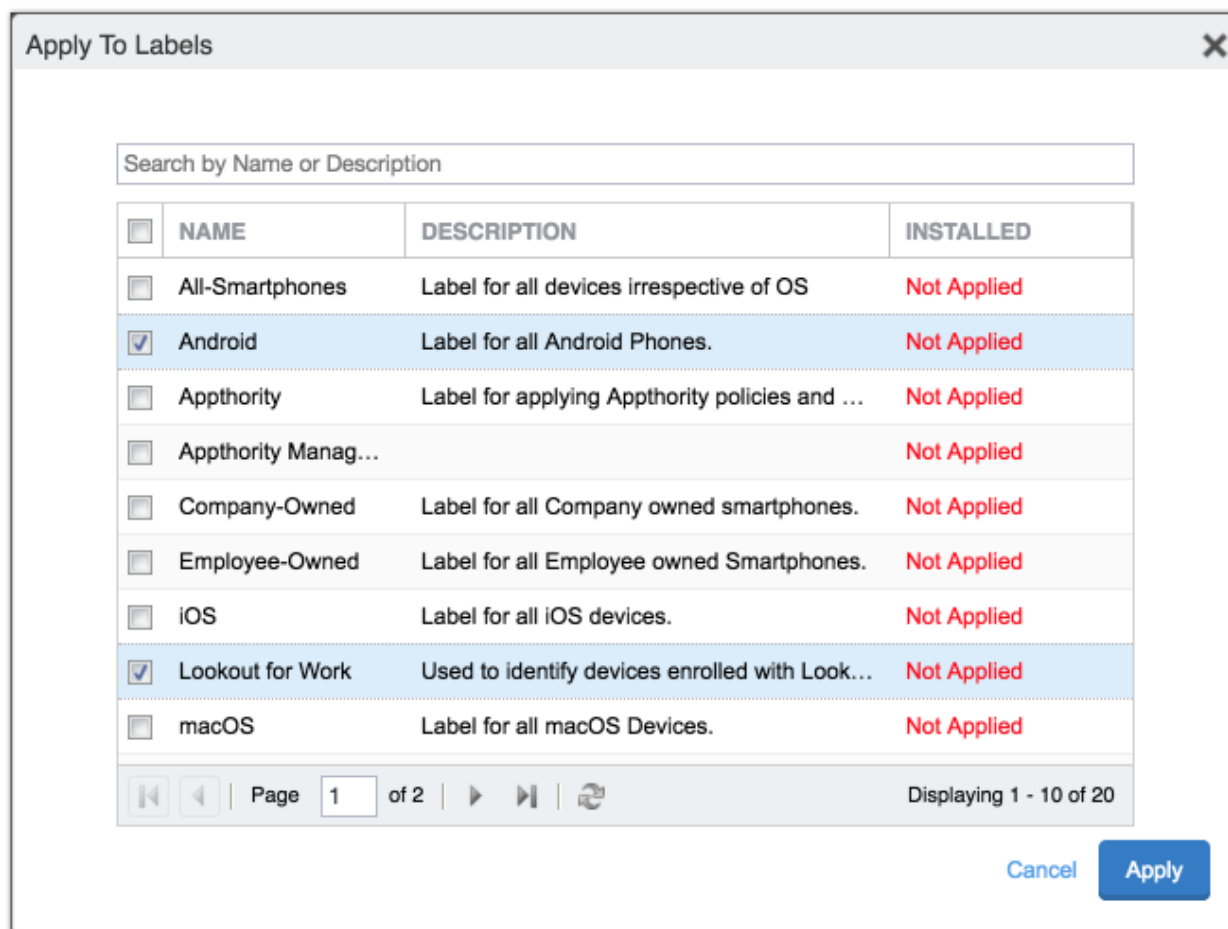 Apply To Labels
Search by Name or Description
NAME DESCRIPTION INSTALLED
All-Smartphones Label for all devices irrespective of OS Not Applied
Android Label for all Android Phones. Not Applied
Appthority Label for applying Appthority policies and ... Not Applied
Appthority Manag... Not Applied
Company-Owned Label for all Company owned smartphones. Not Applied
Employee-Owned Label for all Employee owned Smartphones. Not Applied
iOS Label for all iOS devices. Not Applied
Lookout for Work Used to identify devices enrolled with Look... Not Applied
macOS Label for all macOS Devices. Not Applied
Page 1 of 2 Displaying 1 - 10 of 20
Cancel Apply